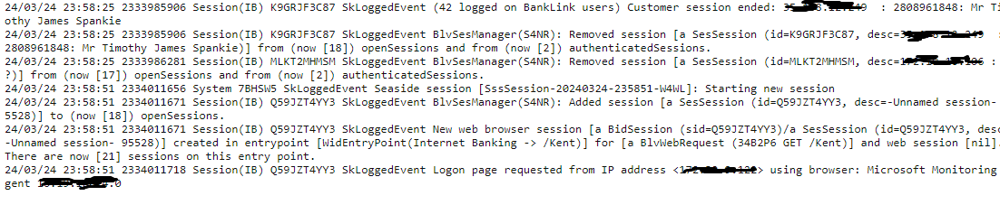 24/03/24 23:58:25 2333985906 Session(IB) K9GRJF3C87 SkLoggedEvent (42 logged on BankLink users) Customer session ended: : 2808961848: Mr Ti
othy James Spankie
24/03/24 23:58:25 2333985906 Session(IB) K9GRJF3C87 SkLoggedEvent BlvSesManager(S4NR): Removed session [a SesSession (id=K9GRJF3C87, desc=
2808961848: Mr Timothy James Spankie)] from (now [18]) openSessions and from (now [2]) authenticatedSessions.
24/03/24 23:58:25 2333986281 Session(IB) MLKT2MHMSM SkLoggedEvent BlvSesManager(S4NR): Removed session [a SesSession (id=MLKT2MHMSM, desc= :
?)] from (now [17]) openSessions and from (now [2]) authenticatedSessions.
24/03/24 23:58:51 2334011656 System 7BHSW5 SkLoggedEvent Seaside session [SssSession-20240324-235851-W4WL]: Starting new session
24/03/24 23:58:51 2334011671 Session(IB) Q59JZT4YY3 SkLoggedEvent BlvSesManager(S4NR): Added session [a SesSession (id=Q59JZT4YY3, desc=-Unnamed session-
5528)] to (now [18]) openSessions.
24/03/24 23:58:51 2334011671 Session(IB) Q59JZT4YY3 SkLoggedEvent New web browser session [a BidSession (sid=Q59JZT4YY3)/a SesSession (id=Q59JZT4YY3, desc
-Unnamed session- 95528)] created in entrypoint [WidEntryPoint(Internet Banking -> /Kent)] for [a BlvWebRequest (34B2P6 GET /Kent)] and web session [nil].
There are now [21] sessions on this entry point.
24/03/24 23:58:51 2334011718 Session(IB) Q59JZT4YY3 SkLoggedEvent Logon page requested from IP address < > using browser: Microsoft Monitoring
gent